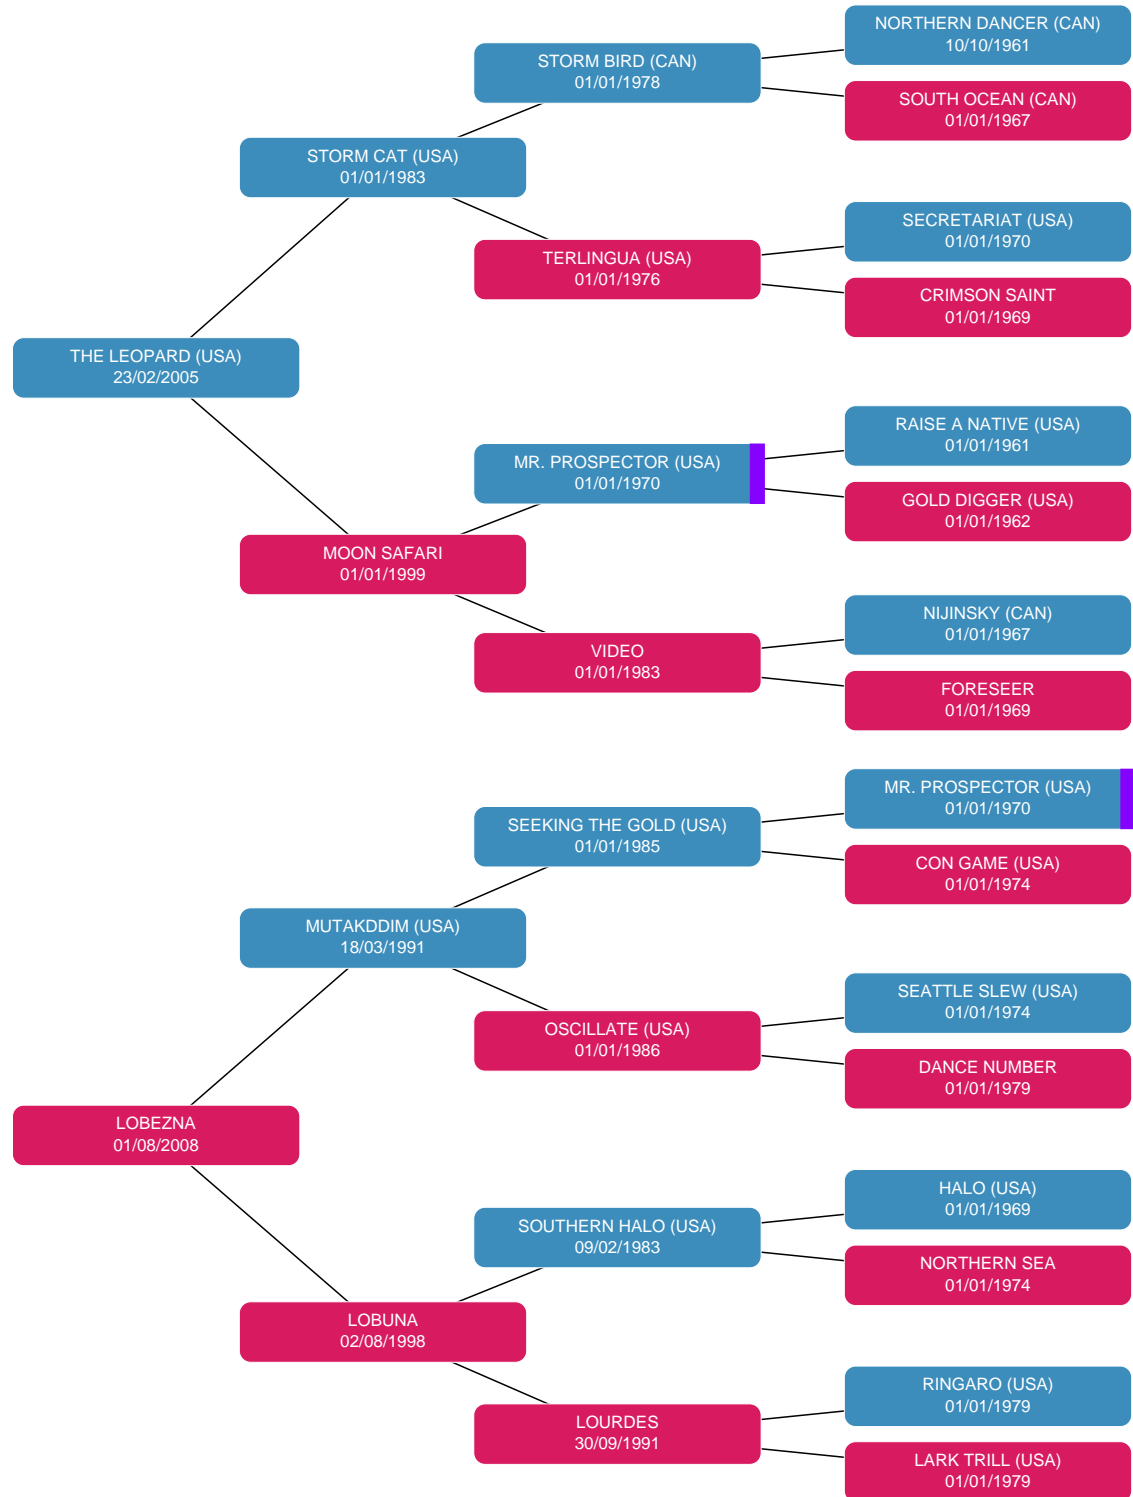 NORTHERN DANCER (CAN)
10/10/1961
STORM BIRD (CAN)
01/01/1978
SOUTH OCEAN (CAN)
01/01/1967
STORM CAT (USA)
01/01/1983
SECRETARIAT (USA)
01/01/1970
TERLINGUA (USA)
01/01/1976
CRIMSON SAINT
01/01/1969
THE LEOPARD (USA)
23/02/2005
RAISE A NATIVE (USA)
01/01/1961
MR. PROSPECTOR (USA)
01/01/1970
GOLD DIGGER (USA)
01/01/1962
MOON SAFARI
01/01/1999
NIJINSKY (CAN)
01/01/1967
VIDEO
01/01/1983
FORESEER
01/01/1969
MR. PROSPECTOR (USA)
01/01/1970
SEEKING THE GOLD (USA)
01/01/1985
CON GAME (USA)
01/01/1974
MUTAKDDIM (USA)
18/03/1991
SEATTLE SLEW (USA)
01/01/1974
OSCILLATE (USA)
01/01/1986
DANCE NUMBER
01/01/1979
LOBEZNA
01/08/2008
HALO (USA)
01/01/1969
SOUTHERN HALO (USA)
09/02/1983
NORTHERN SEA
01/01/1974
LOBUNA
02/08/1998
RINGARO (USA)
01/01/1979
LOURDES
30/09/1991
LARK TRILL (USA)
01/01/1979